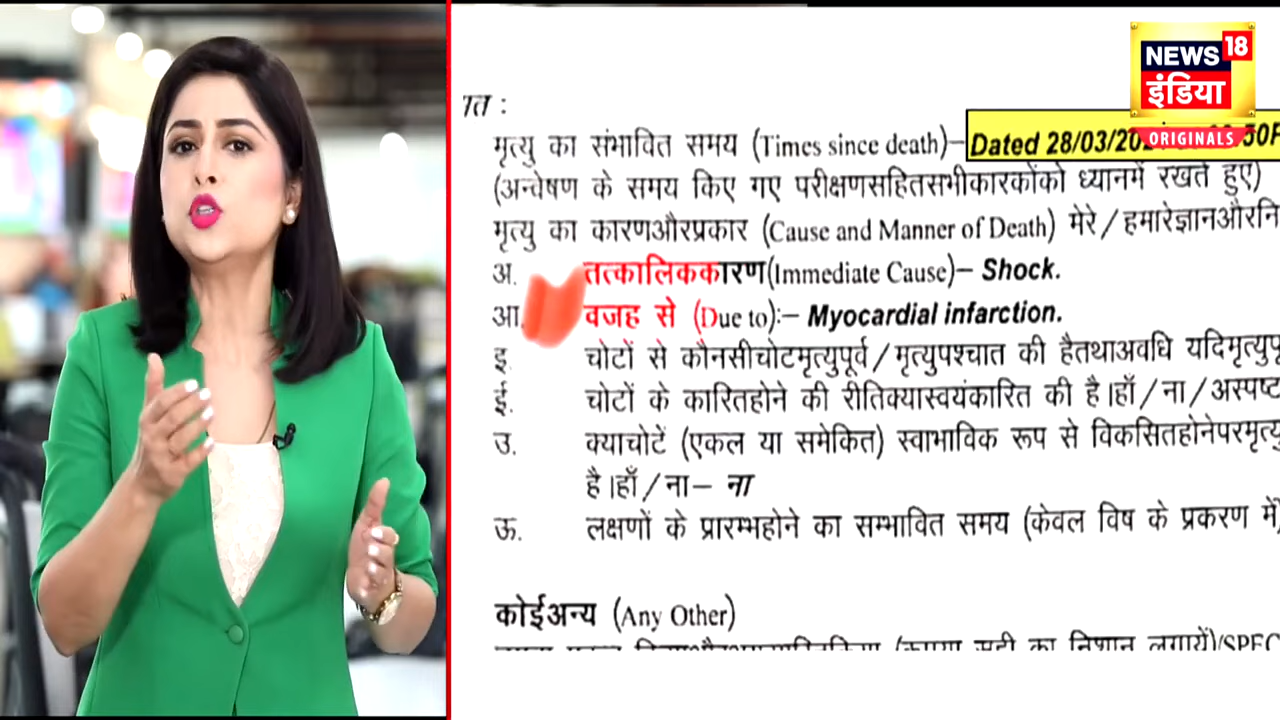 NEWS 18
इंडिया
ORIGINALS
ात :
मृत्यु का संभावित समय (Times since death)– Dated 28/03/20
(अन्वेषण के समय किए गए परीक्षणसहितसभीकारकोंको ध्यानमें रखते हुए)
मृत्यु का कारणऔरप्रकार (Cause and Manner of Death) मेरे/हमारेज्ञानऔरनि
अ. तत्कालिककारण(Immediate Cause)– Shock.
आ. वजह से (Due to):– Myocardial infarction.
इ. चोटों से कौनसीचोटमृत्युपूर्व/मृत्युपश्चात की हैतथाअवधि यदिमृत्युपू
ई. चोटों के कारितहोने की रीतिक्यास्वयंकारित की है।हाँ/ना/अस्पष्ट
उ. क्याचोटें (एकल या समेकित) स्वाभाविक रूप से विकसितहोनेपरमृत्यु
है।हाँ/ना– ना
ऊ. लक्षणों के प्रारम्भहोने का सम्भावित समय (केवल विष के प्रकरण में)
कोईअन्य (Any Other)